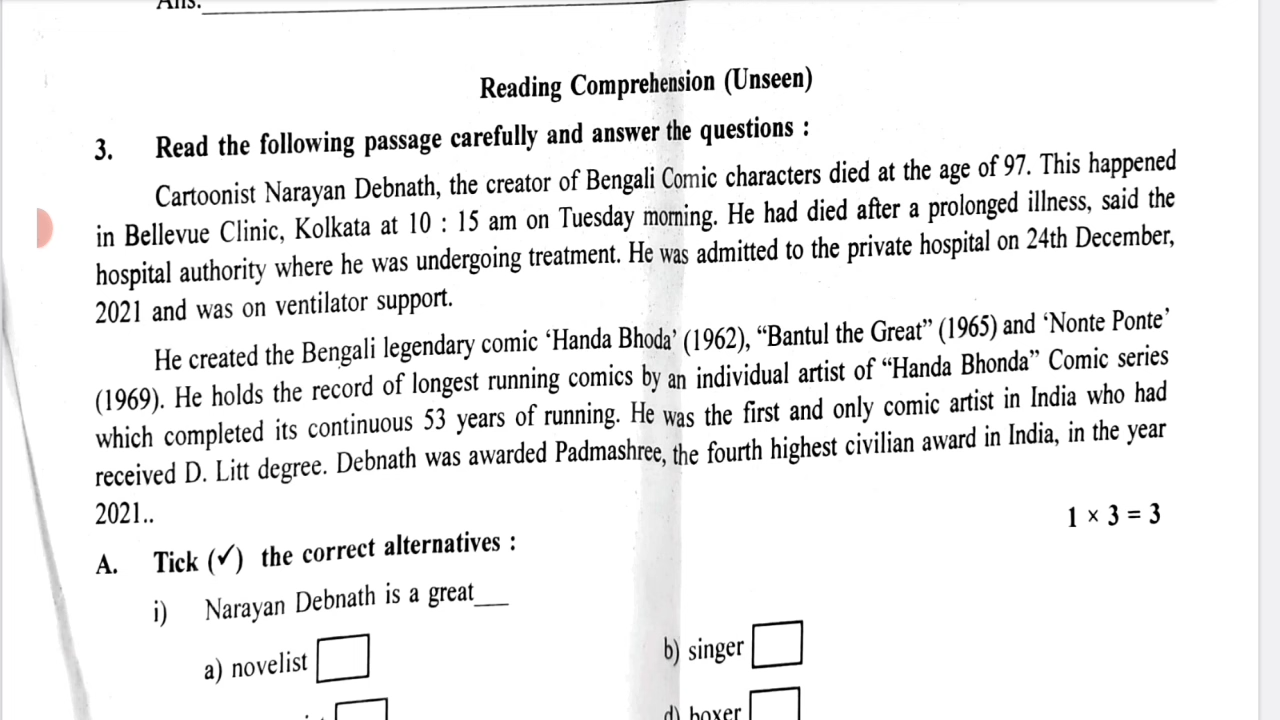 Ans.
Reading Comprehension (Unseen)
3. Read the following passage carefully and answer the questions :
Cartoonist Narayan Debnath, the creator of Bengali Comic characters died at the age of 97. This happened
in Bellevue Clinic, Kolkata at 10 : 15 am on Tuesday morning. He had died after a prolonged illness, said the
hospital authority where he was undergoing treatment. He was admitted to the private hospital on 24th December,
2021 and was on ventilator support.
He created the Bengali legendary comic ‘Handa Bhoda’ (1962), “Bantul the Great” (1965) and ‘Nonte Ponte’
(1969). He holds the record of longest running comics by an individual artist of “Handa Bhonda” Comic series
which completed its continuous 53 years of running. He was the first and only comic artist in India who had
received D. Litt degree. Debnath was awarded Padmashree, the fourth highest civilian award in India, in the year
2021..
1 × 3 = 3
A. Tick (✓) the correct alternatives :
i) Narayan Debnath is a great___
a) novelist b) singer
d) boxer